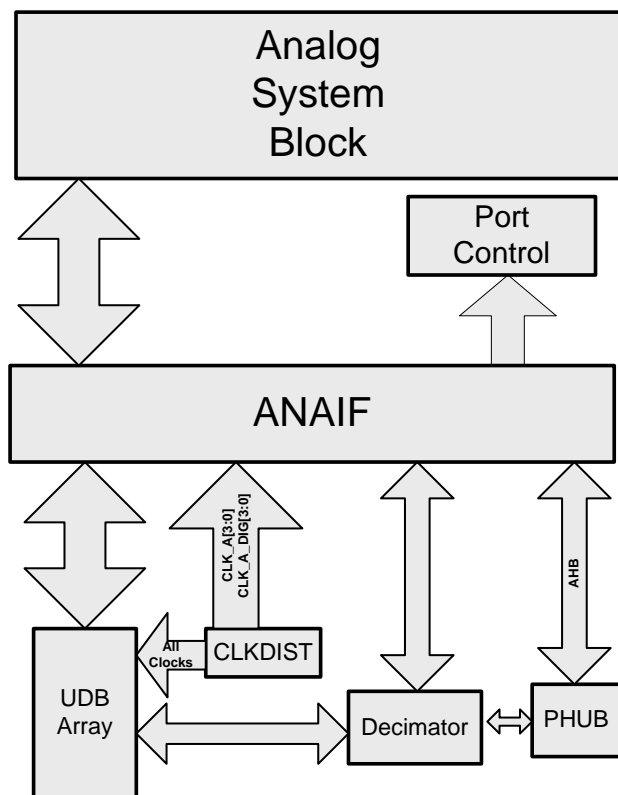 Analog
System
Block
Port
Control
ANAIF
CLK_A[3:0]
CLK_A_DIG[3:0]
AHB
All
Clocks
CLKDIST
UDB
Array
Decimator
PHUB